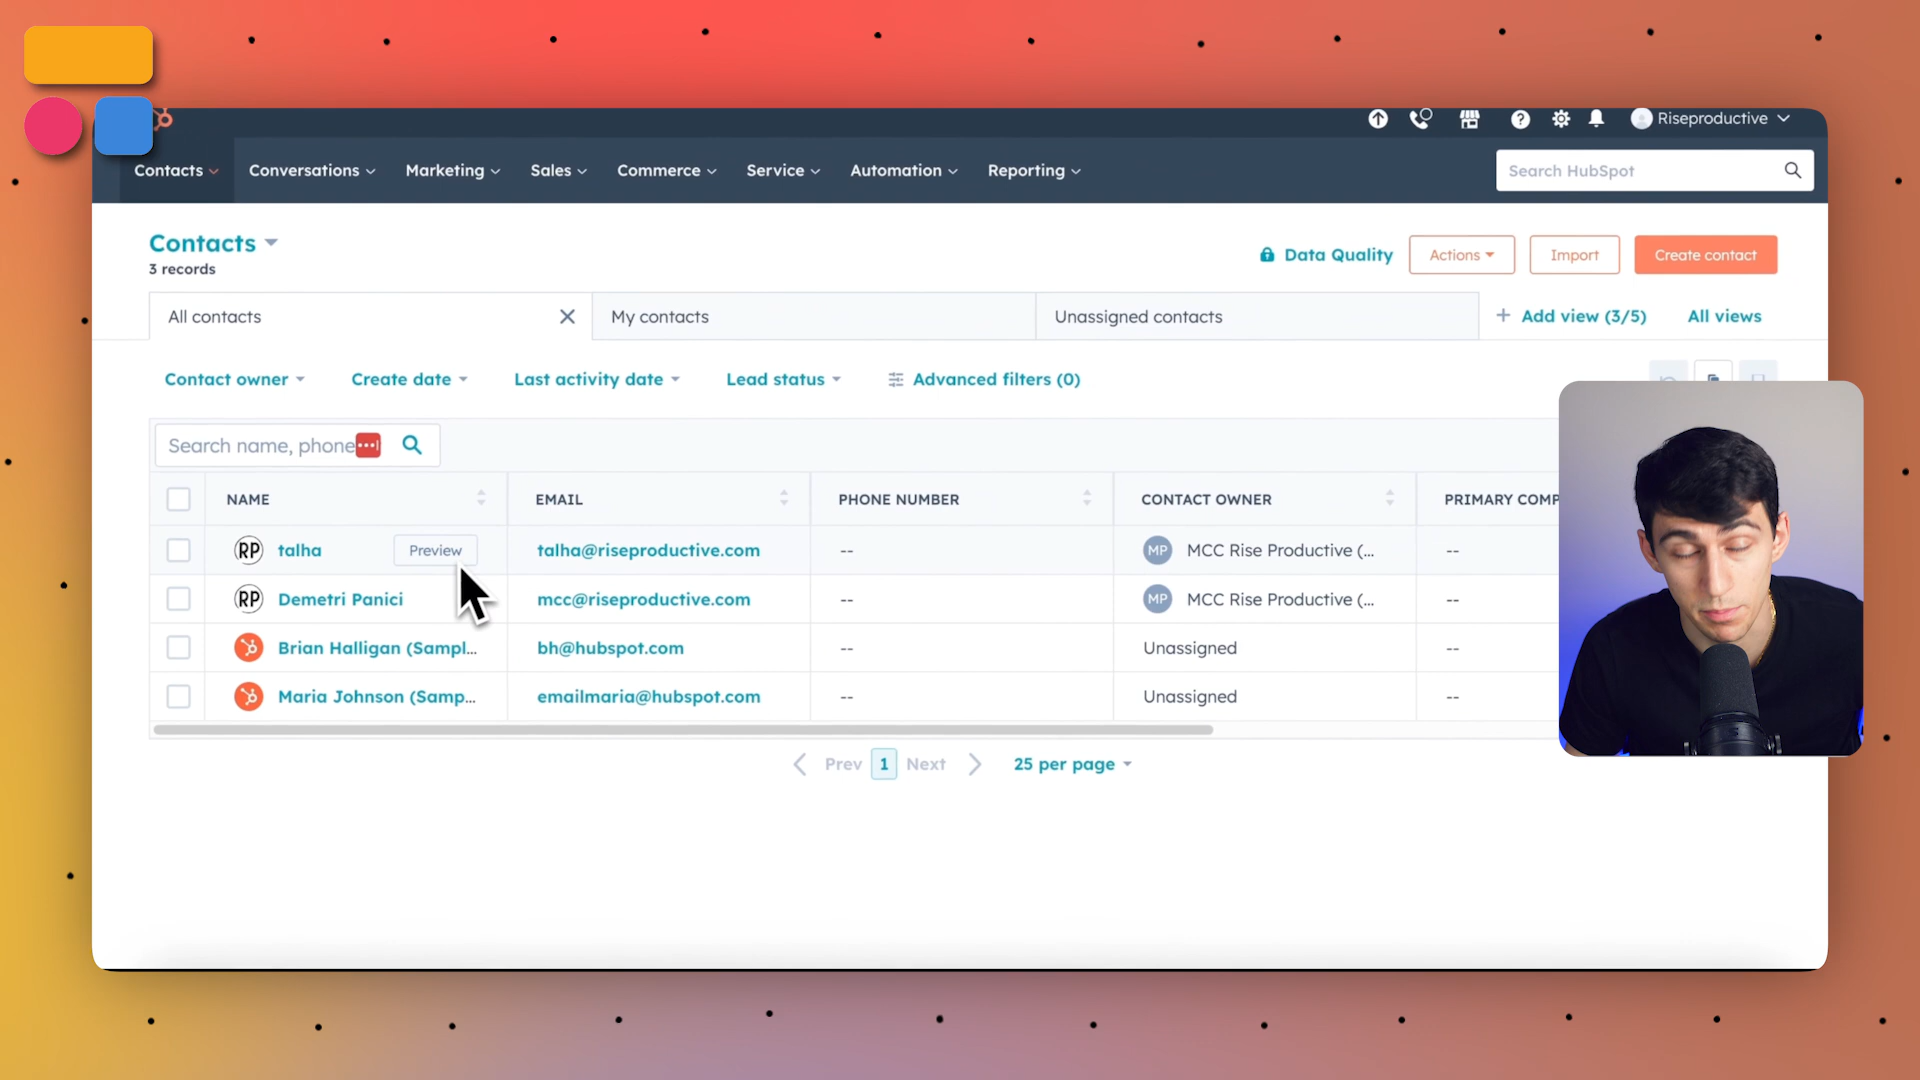 Riseproductive
Contacts Conversations Marketing Sales Commerce Service Automation Reporting Search HubSpot
Contacts
3 records
Data Quality Actions Import Create contact
All contacts My contacts Unassigned contacts + Add view (3/5) All views
Contact owner Create date Last activity date Lead status Advanced filters (0)
Search name, phone
NAME EMAIL PHONE NUMBER CONTACT OWNER PRIMARY COMP
RP talha Preview talha@riseproductive.com -- MP MCC Rise Productive (... --
RP Demetri Panici mcc@riseproductive.com -- MP MCC Rise Productive (... --
Brian Halligan (Sampl... bh@hubspot.com -- Unassigned --
Maria Johnson (Samp... emailmaria@hubspot.com -- Unassigned --
Prev 1 Next 25 per page